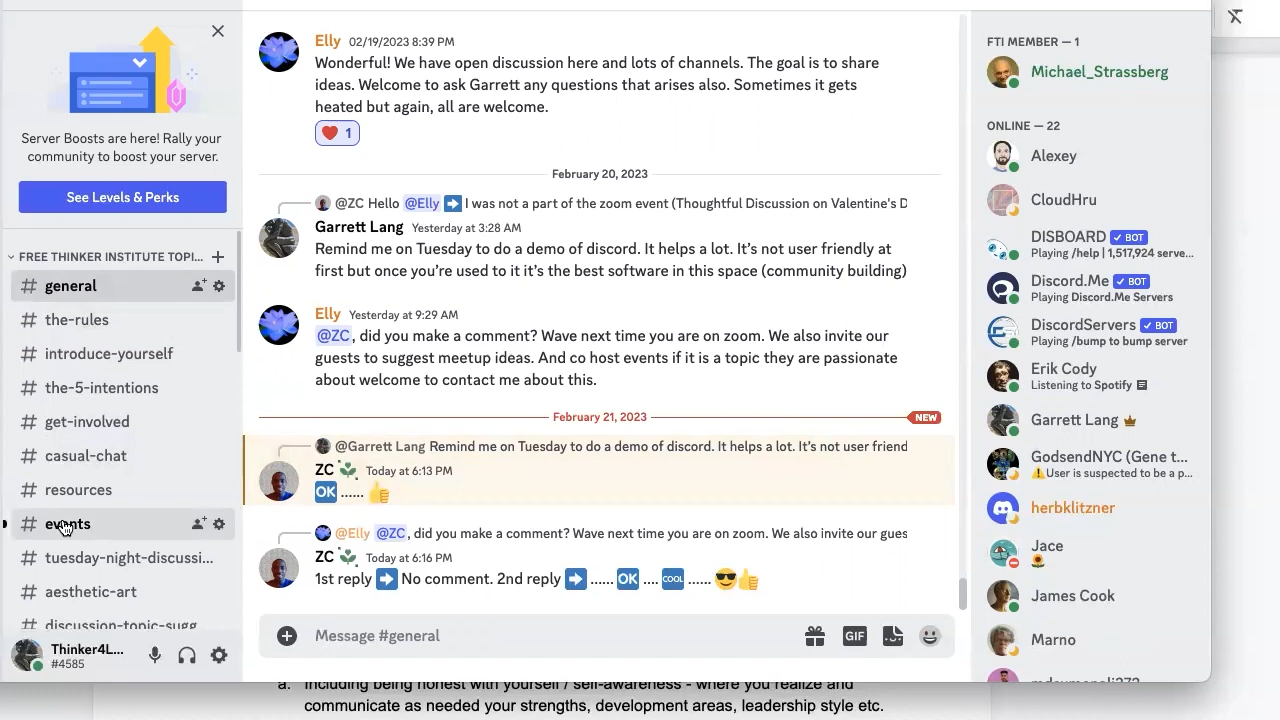 Server Boosts are here! Rally your
community to boost your server.
See Levels & Perks
FREE THINKER INSTITUTE TOPI...
general
the-rules
introduce-yourself
the-5-intentions
get-involved
casual-chat
resources
events
tuesday-night-discussi...
aesthetic-art
discussion-topic-sugg
Thinker4L...
#4585
Elly 02/19/2023 8:39 PM
Wonderful! We have open discussion here and lots of channels. The goal is to share
ideas. Welcome to ask Garrett any questions that arises also. Sometimes it gets
heated but again, all are welcome.
❤️ 1
February 20, 2023
@ZC Hello @Elly ➡️ I was not a part of the zoom event (Thoughtful Discussion on Valentine's D
Garrett Lang Yesterday at 3:28 AM
Remind me on Tuesday to do a demo of discord. It helps a lot. It's not user friendly at
first but once you're used to it it's the best software in this space (community building)
Elly Yesterday at 9:29 AM
@ZC, did you make a comment? Wave next time you are on zoom. We also invite our
guests to suggest meetup ideas. And co host events if it is a topic they are passionate
about welcome to contact me about this.
February 21, 2023 NEW
@Garrett Lang Remind me on Tuesday to do a demo of discord. It helps a lot. It's not user friend
ZC Today at 6:13 PM
🆗 ...... 👍
@Elly @ZC, did you make a comment? Wave next time you are on zoom. We also invite our gues
ZC Today at 6:16 PM
1st reply ➡️ No comment. 2nd reply ➡️ ...... 🆗 .... 🆒 ...... 😎👍
Message #general
GIF
FTI MEMBER — 1
Michael_Strassberg
ONLINE — 22
Alexey
CloudHru
DISBOARD ✓ BOT
Playing /help | 1,517,924 serve...
Discord.Me ✓ BOT
Playing Discord.Me Servers
DiscordServers ✓ BOT
Playing /bump to bump server
Erik Cody
Listening to Spotify
Garrett Lang
GodsendNYC (Gene t...
⚠️User is suspected to be a p...
herbklitzner
Jace
James Cook
Marno
a. Including being honest with yourself / self-awareness - where you realize and
communicate as needed your strengths, development areas, leadership style etc.